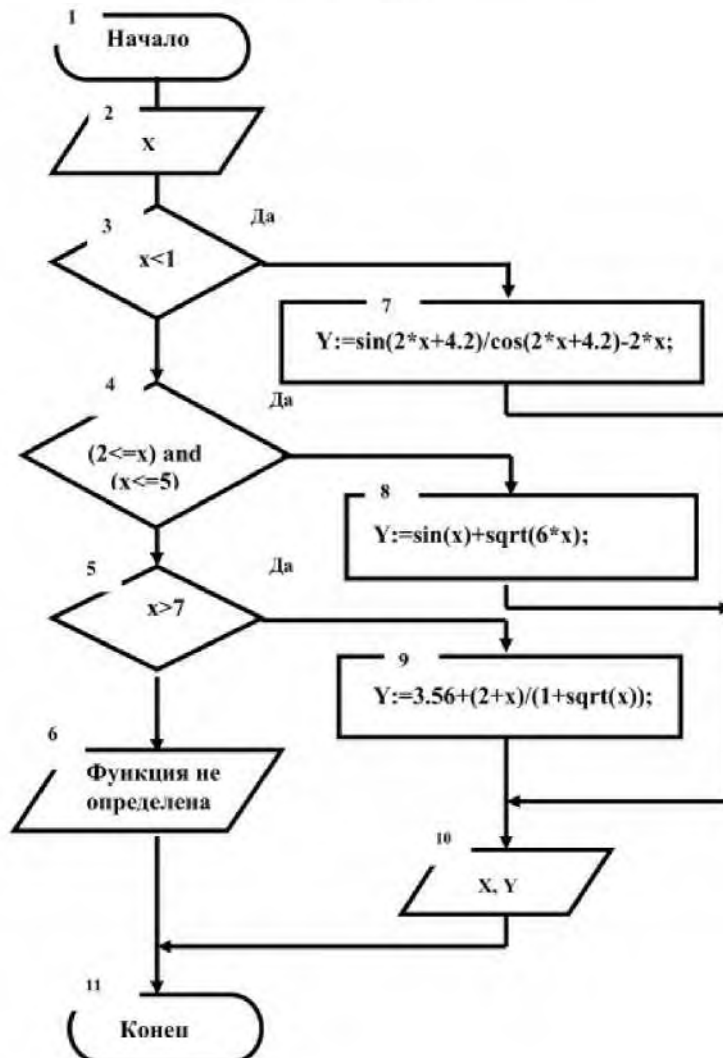 1
Начало
2
X
3
Да
x<1
7
Y:=sin(2*x+4.2)/cos(2*x+4.2)-2*x;
4
Да
(2<=x) and
(x<=5)
8
Y:=sin(x)+sqrt(6*x);
5
Да
x>7
9
Y:=3.56+(2+x)/(1+sqrt(x));
6
Функция не
определена
10
X, Y
11
Конец